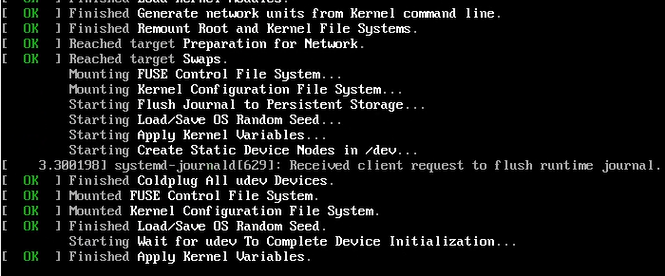 [  OK  ] Finished Load Kernel Modules.
[  OK  ] Finished Generate network units from Kernel command line.
[  OK  ] Finished Remount Root and Kernel File Systems.
[  OK  ] Reached target Preparation for Network.
[  OK  ] Reached target Swaps.
Mounting FUSE Control File System...
Mounting Kernel Configuration File System...
Starting Flush Journal to Persistent Storage...
Starting Load/Save OS Random Seed...
Starting Apply Kernel Variables...
Starting Create Static Device Nodes in /dev...
[    3.300198] systemd-journald[629]: Received client request to flush runtime journal.
[  OK  ] Finished Coldplug All udev Devices.
[  OK  ] Mounted FUSE Control File System.
[  OK  ] Mounted Kernel Configuration File System.
[  OK  ] Finished Load/Save OS Random Seed.
Starting Wait for udev To Complete Device Initialization...
[  OK  ] Finished Apply Kernel Variables.